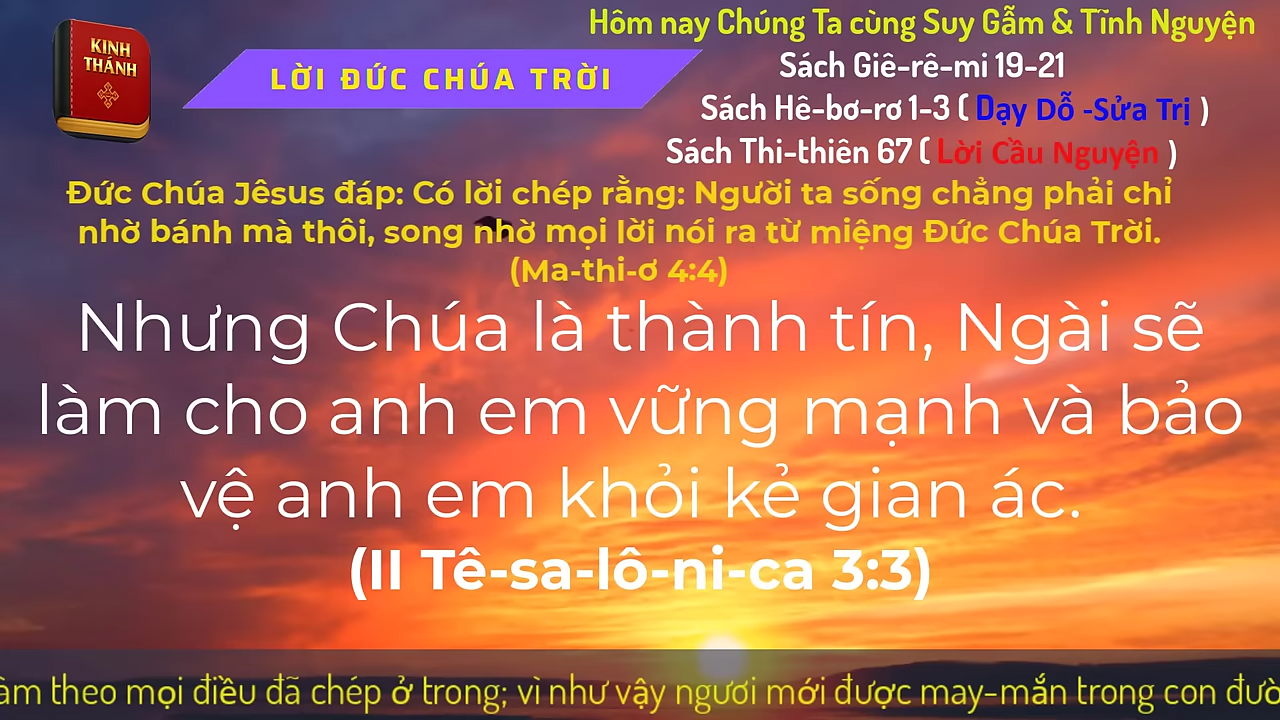 KINH
THÁNH
LỜI ĐỨC CHÚA TRỜI
Hôm nay Chúng Ta cùng Suy Gẫm & Tĩnh Nguyện
Sách Giê-rê-mi 19-21
Sách Hê-bơ-rơ 1-3 ( Dạy Dỗ -Sửa Trị )
Sách Thi-thiên 67 ( Lời Cầu Nguyện )
Đức Chúa Jêsus đáp: Có lời chép rằng: Người ta sống chẳng phải chỉ
nhờ bánh mà thôi, song nhờ mọi lời nói ra từ miệng Đức Chúa Trời.
(Ma-thi-ơ 4:4)
Nhưng Chúa là thành tín, Ngài sẽ
làm cho anh em vững mạnh và bảo
vệ anh em khỏi kẻ gian ác.
(II Tê-sa-lô-ni-ca 3:3)
theo mọi điều đã chép ở trong; vì như vậy ngươi mới được may-mắn trong con